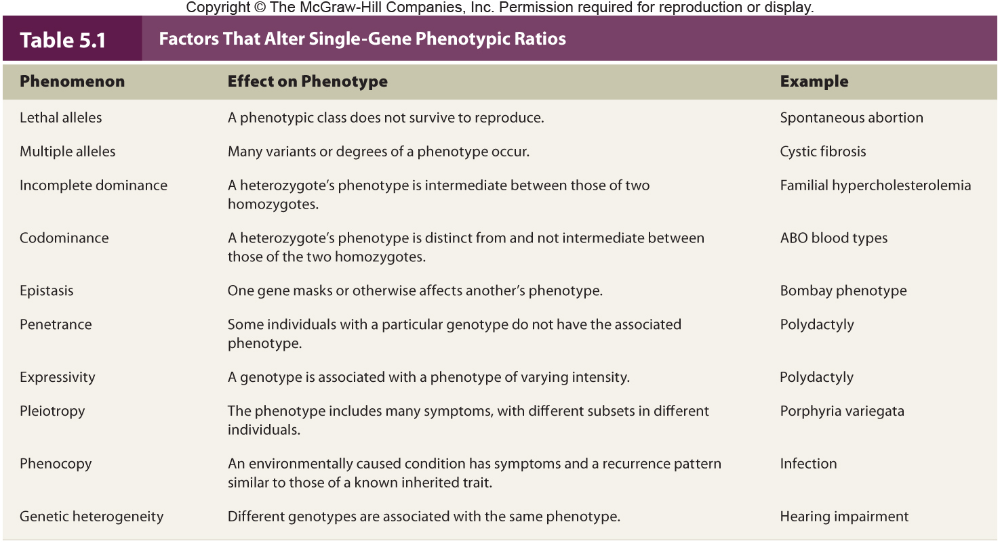 Copyright © The McGraw-Hill Companies, Inc. Permission required for reproduction or display.
Table 5.1 Factors That Alter Single-Gene Phenotypic Ratios
Phenomenon Effect on Phenotype Example
Lethal alleles A phenotypic class does not survive to reproduce. Spontaneous abortion
Multiple alleles Many variants or degrees of a phenotype occur. Cystic fibrosis
Incomplete dominance A heterozygote’s phenotype is intermediate between those of two Familial hypercholesterolemia
homozygotes.
Codominance A heterozygote’s phenotype is distinct from and not intermediate between ABO blood types
those of the two homozygotes.
Epistasis One gene masks or otherwise affects another’s phenotype. Bombay phenotype
Penetrance Some individuals with a particular genotype do not have the associated Polydactyly
phenotype.
Expressivity A genotype is associated with a phenotype of varying intensity. Polydactyly
Pleiotropy The phenotype includes many symptoms, with different subsets in different Porphyria variegata
individuals.
Phenocopy An environmentally caused condition has symptoms and a recurrence pattern Infection
similar to those of a known inherited trait.
Genetic heterogeneity Different genotypes are associated with the same phenotype. Hearing impairment